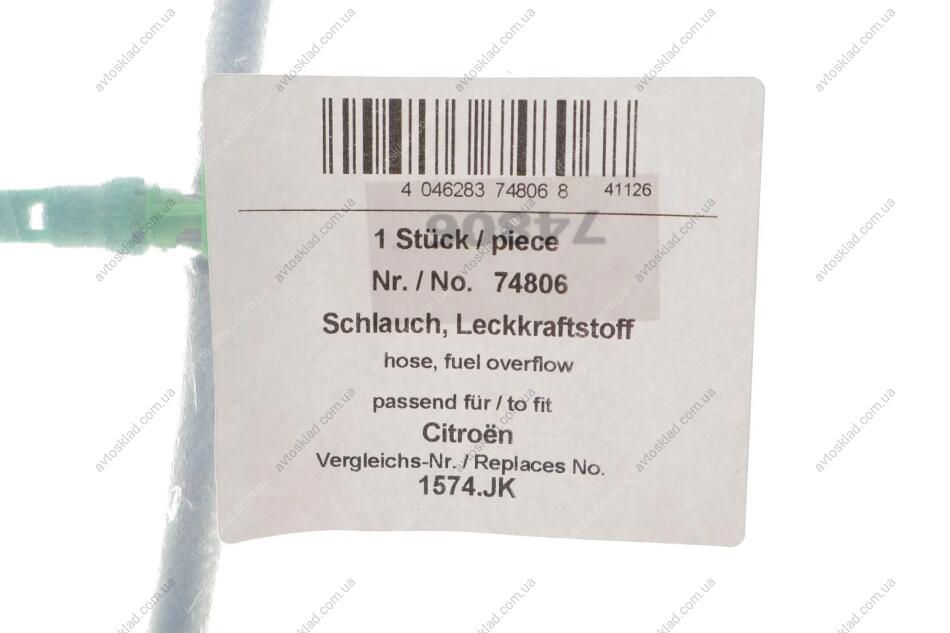 4 046283 74806 8 41126
74806
1 Stück / piece
Nr. / No. 74806
Schlauch, Leckkraftstoff
hose, fuel overflow
passend für / to fit
Citroën
Vergleichs-Nr. / Replaces No.
1574.JK
avtosklad.com.ua